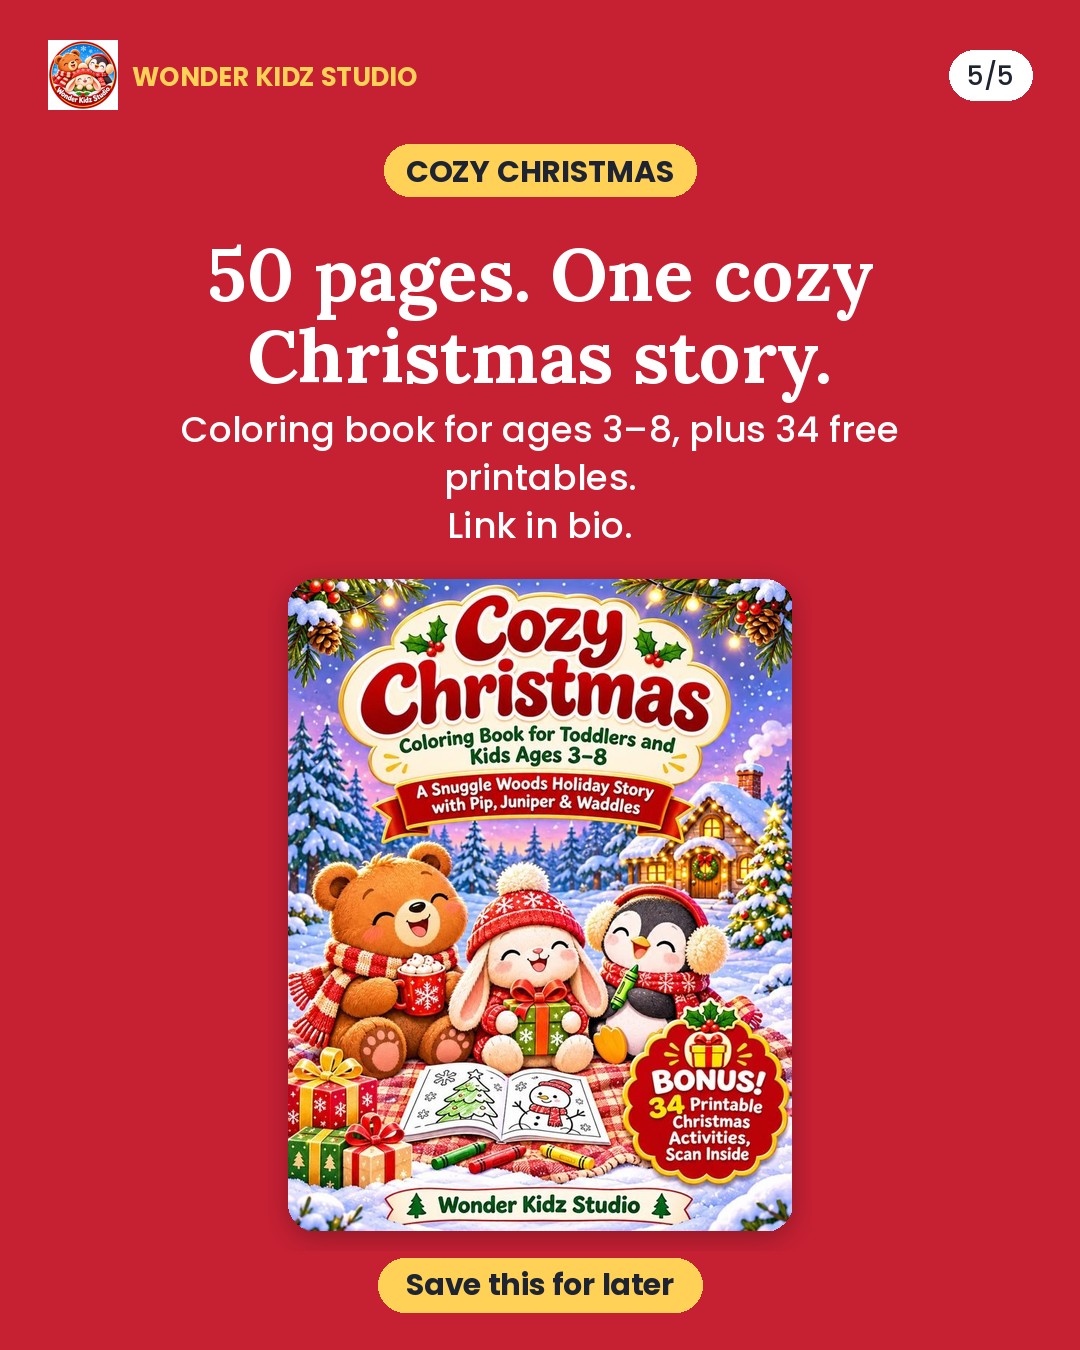 Wonder Kidz Studio
WONDER KIDZ STUDIO
5/5
COZY CHRISTMAS
50 pages. One cozy
Christmas story.
Coloring book for ages 3–8, plus 34 free
printables.
Link in bio.
Cozy
Christmas
Coloring Book for Toddlers and
Kids Ages 3–8
A Snuggle Woods Holiday Story
with Pip, Juniper & Waddles
BONUS!
34 Printable
Christmas
Activities,
Scan Inside
Wonder Kidz Studio
Save this for later